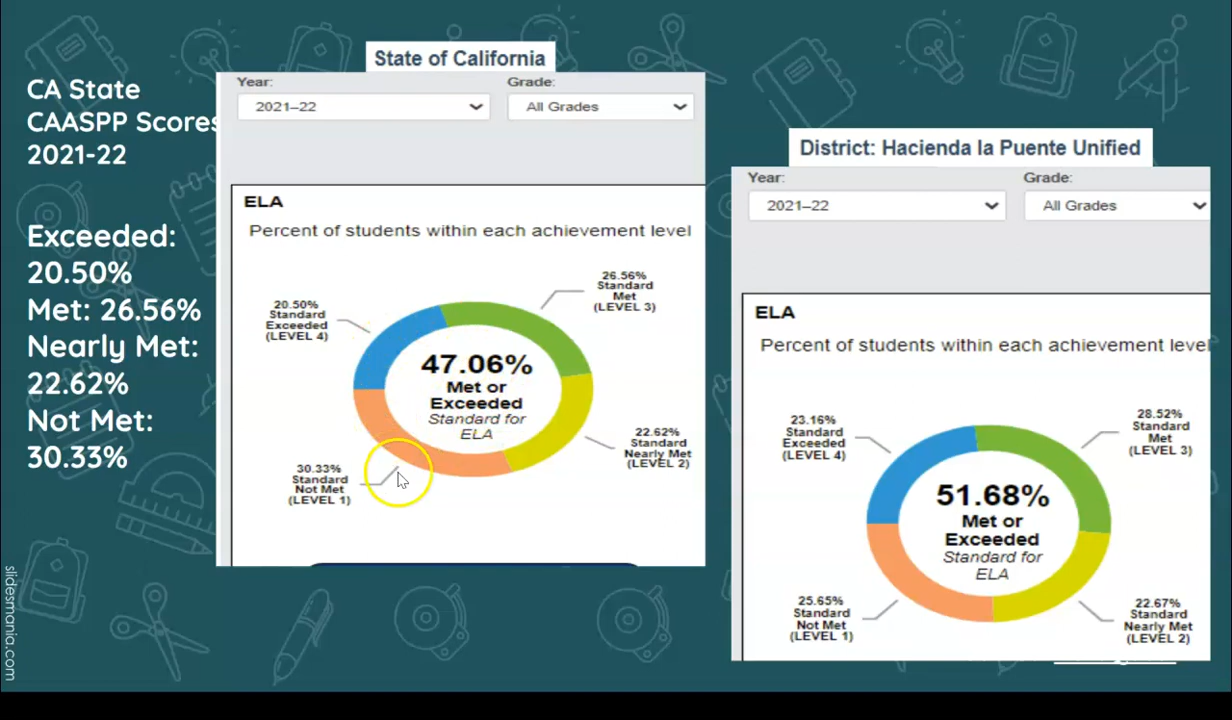 CA State
CAASPP Scores
2021-22
Exceeded:
20.50%
Met: 26.56%
Nearly Met:
22.62%
Not Met:
30.33%
State of California
Year:
Grade:
2021–22
All Grades
ELA
Percent of students within each achievement level
20.50%
Standard
Exceeded
(LEVEL 4)
26.56%
Standard
Met
(LEVEL 3)
47.06%
Met or
Exceeded
Standard for
ELA
22.62%
Standard
Nearly Met
(LEVEL 2)
30.33%
Standard
Not Met
(LEVEL 1)
District: Hacienda la Puente Unified
Year:
Grade:
2021–22
All Grades
ELA
Percent of students within each achievement level
23.16%
Standard
Exceeded
(LEVEL 4)
28.52%
Standard
Met
(LEVEL 3)
51.68%
Met or
Exceeded
Standard for
ELA
25.65%
Standard
Not Met
(LEVEL 1)
22.67%
Standard
Nearly Met
(LEVEL 2)
slidesmania.com